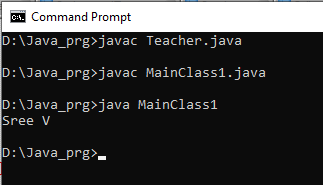 Command Prompt
D:\Java_prg>javac Teacher.java
D:\Java_prg>javac MainClass1.java
D:\Java_prg>java MainClass1
Sree V
D:\Java_prg>